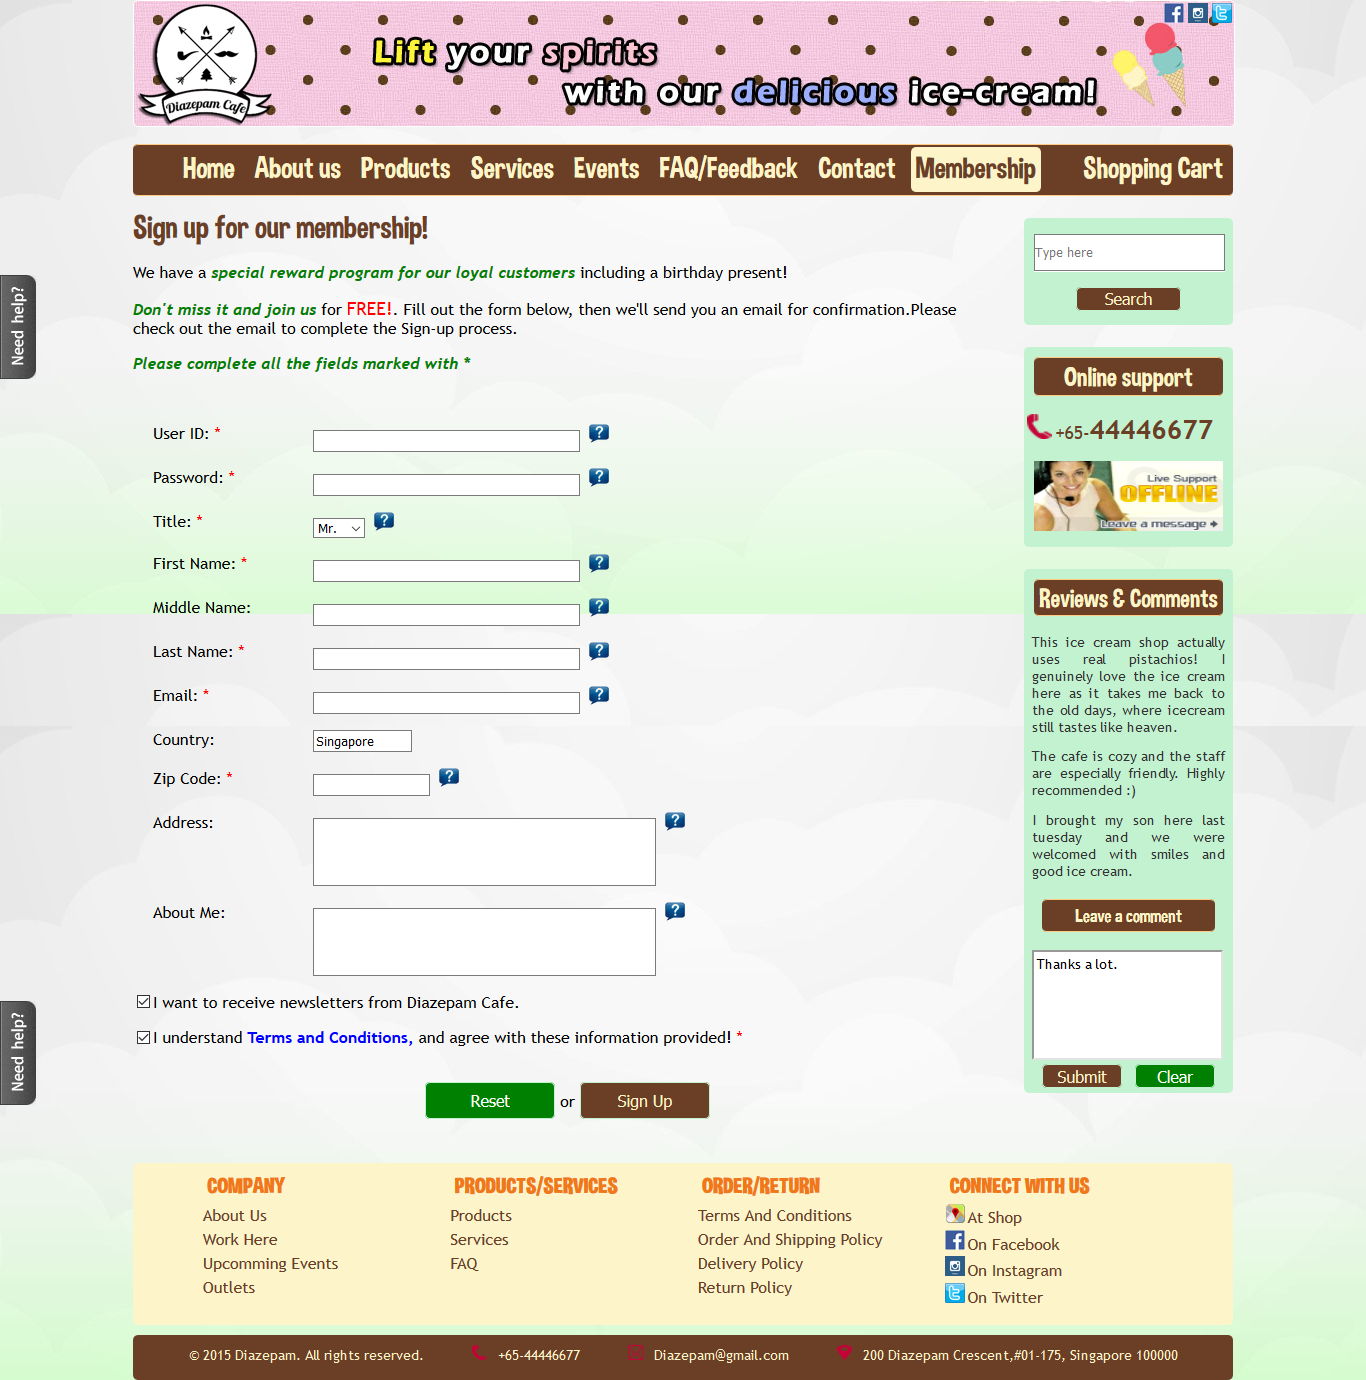 Diazepam Cafe
Lift your spirits
with our delicious ice-cream!
Home About us Products Services Events FAQ/Feedback Contact Membership Shopping Cart
Sign up for our membership!
We have a special reward program for our loyal customers including a birthday present!
Don't miss it and join us for FREE!. Fill out the form below, then we'll send you an email for confirmation.Please
check out the email to complete the Sign-up process.
Please complete all the fields marked with *
Need help?
User ID: *
Password: *
Title: * Mr.
First Name: *
Middle Name:
Last Name: *
Email: *
Country: Singapore
Zip Code: *
Address:
About Me:
I want to receive newsletters from Diazepam Cafe.
I understand Terms and Conditions, and agree with these information provided! *
Need help?
Reset or Sign Up
Type here
Search
Online support
+65-44446677
Live Support
OFFLINE
Leave a message
Reviews & Comments
This ice cream shop actually
uses real pistachios! I
genuinely love the ice cream
here as it takes me back to
the old days, where icecream
still tastes like heaven.
The cafe is cozy and the staff
are especially friendly. Highly
recommended :)
I brought my son here last
tuesday and we were
welcomed with smiles and
good ice cream.
Leave a comment
Thanks a lot.
Submit Clear
COMPANY
About Us
Work Here
Upcomming Events
Outlets
PRODUCTS/SERVICES
Products
Services
FAQ
ORDER/RETURN
Terms And Conditions
Order And Shipping Policy
Delivery Policy
Return Policy
CONNECT WITH US
At Shop
On Facebook
On Instagram
On Twitter
© 2015 Diazepam. All rights reserved. +65-44446677 Diazepam@gmail.com 200 Diazepam Crescent,#01-175, Singapore 100000